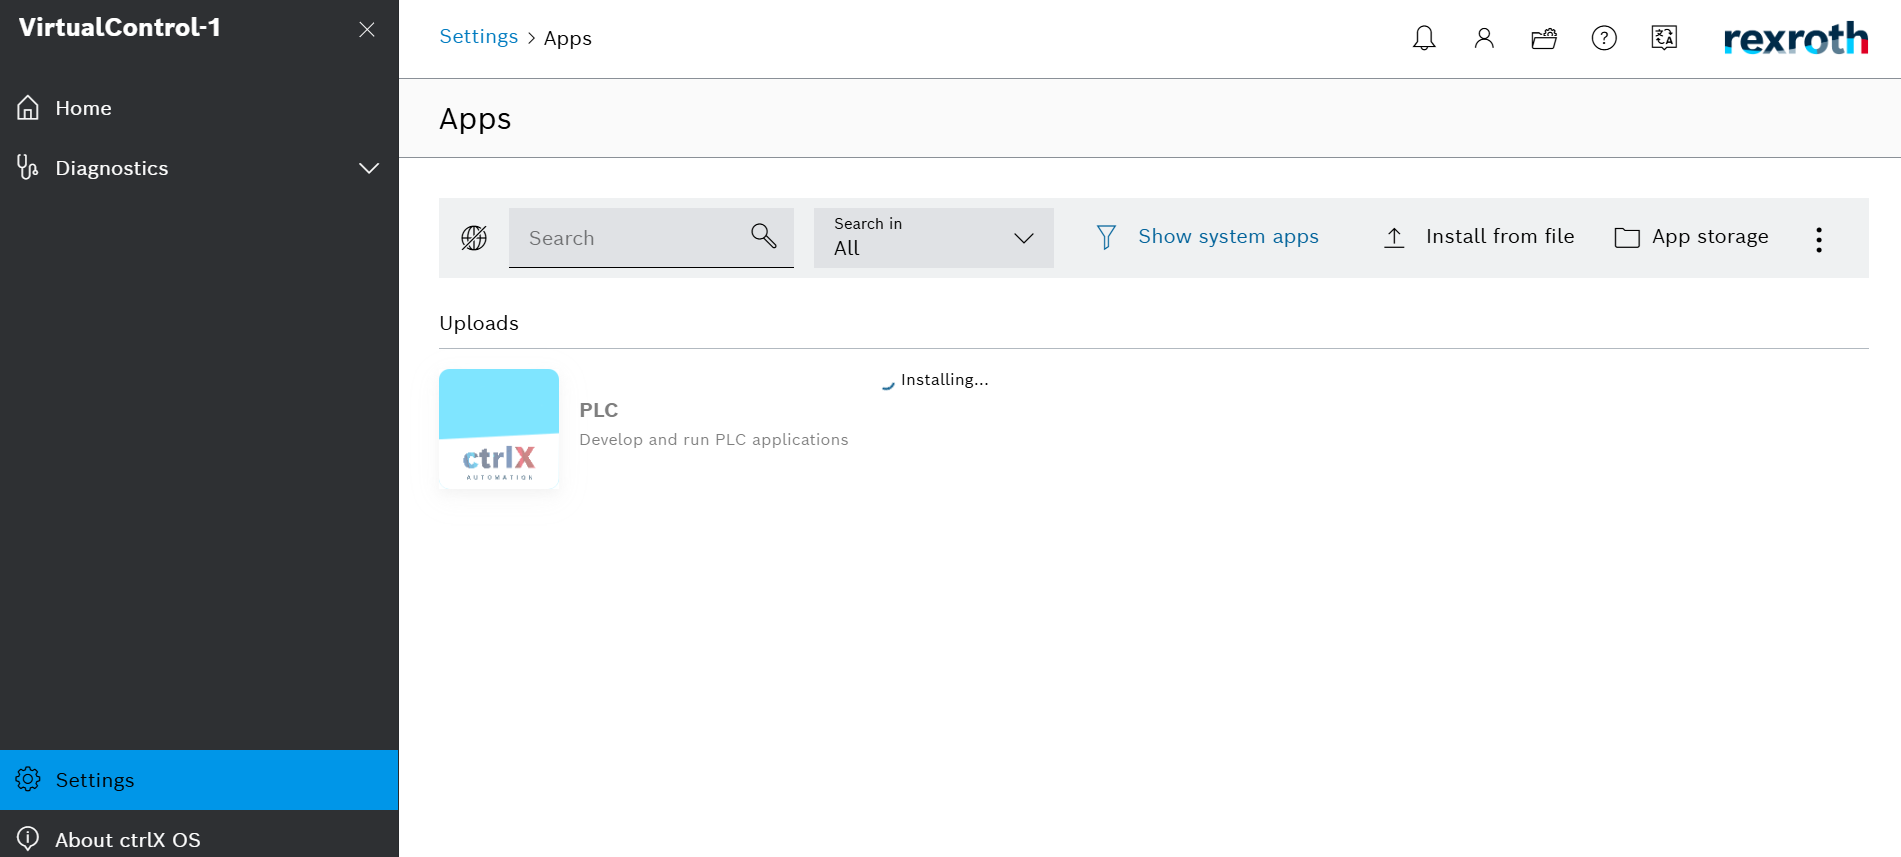 VirtualControl-1
Home
Diagnostics
Settings
About ctrlX OS
Settings > Apps
rexroth
Apps
Search
Search in
All
Show system apps
Install from file
App storage
Uploads
ctrlX
AUTOMATION
PLC
Develop and run PLC applications
Installing...